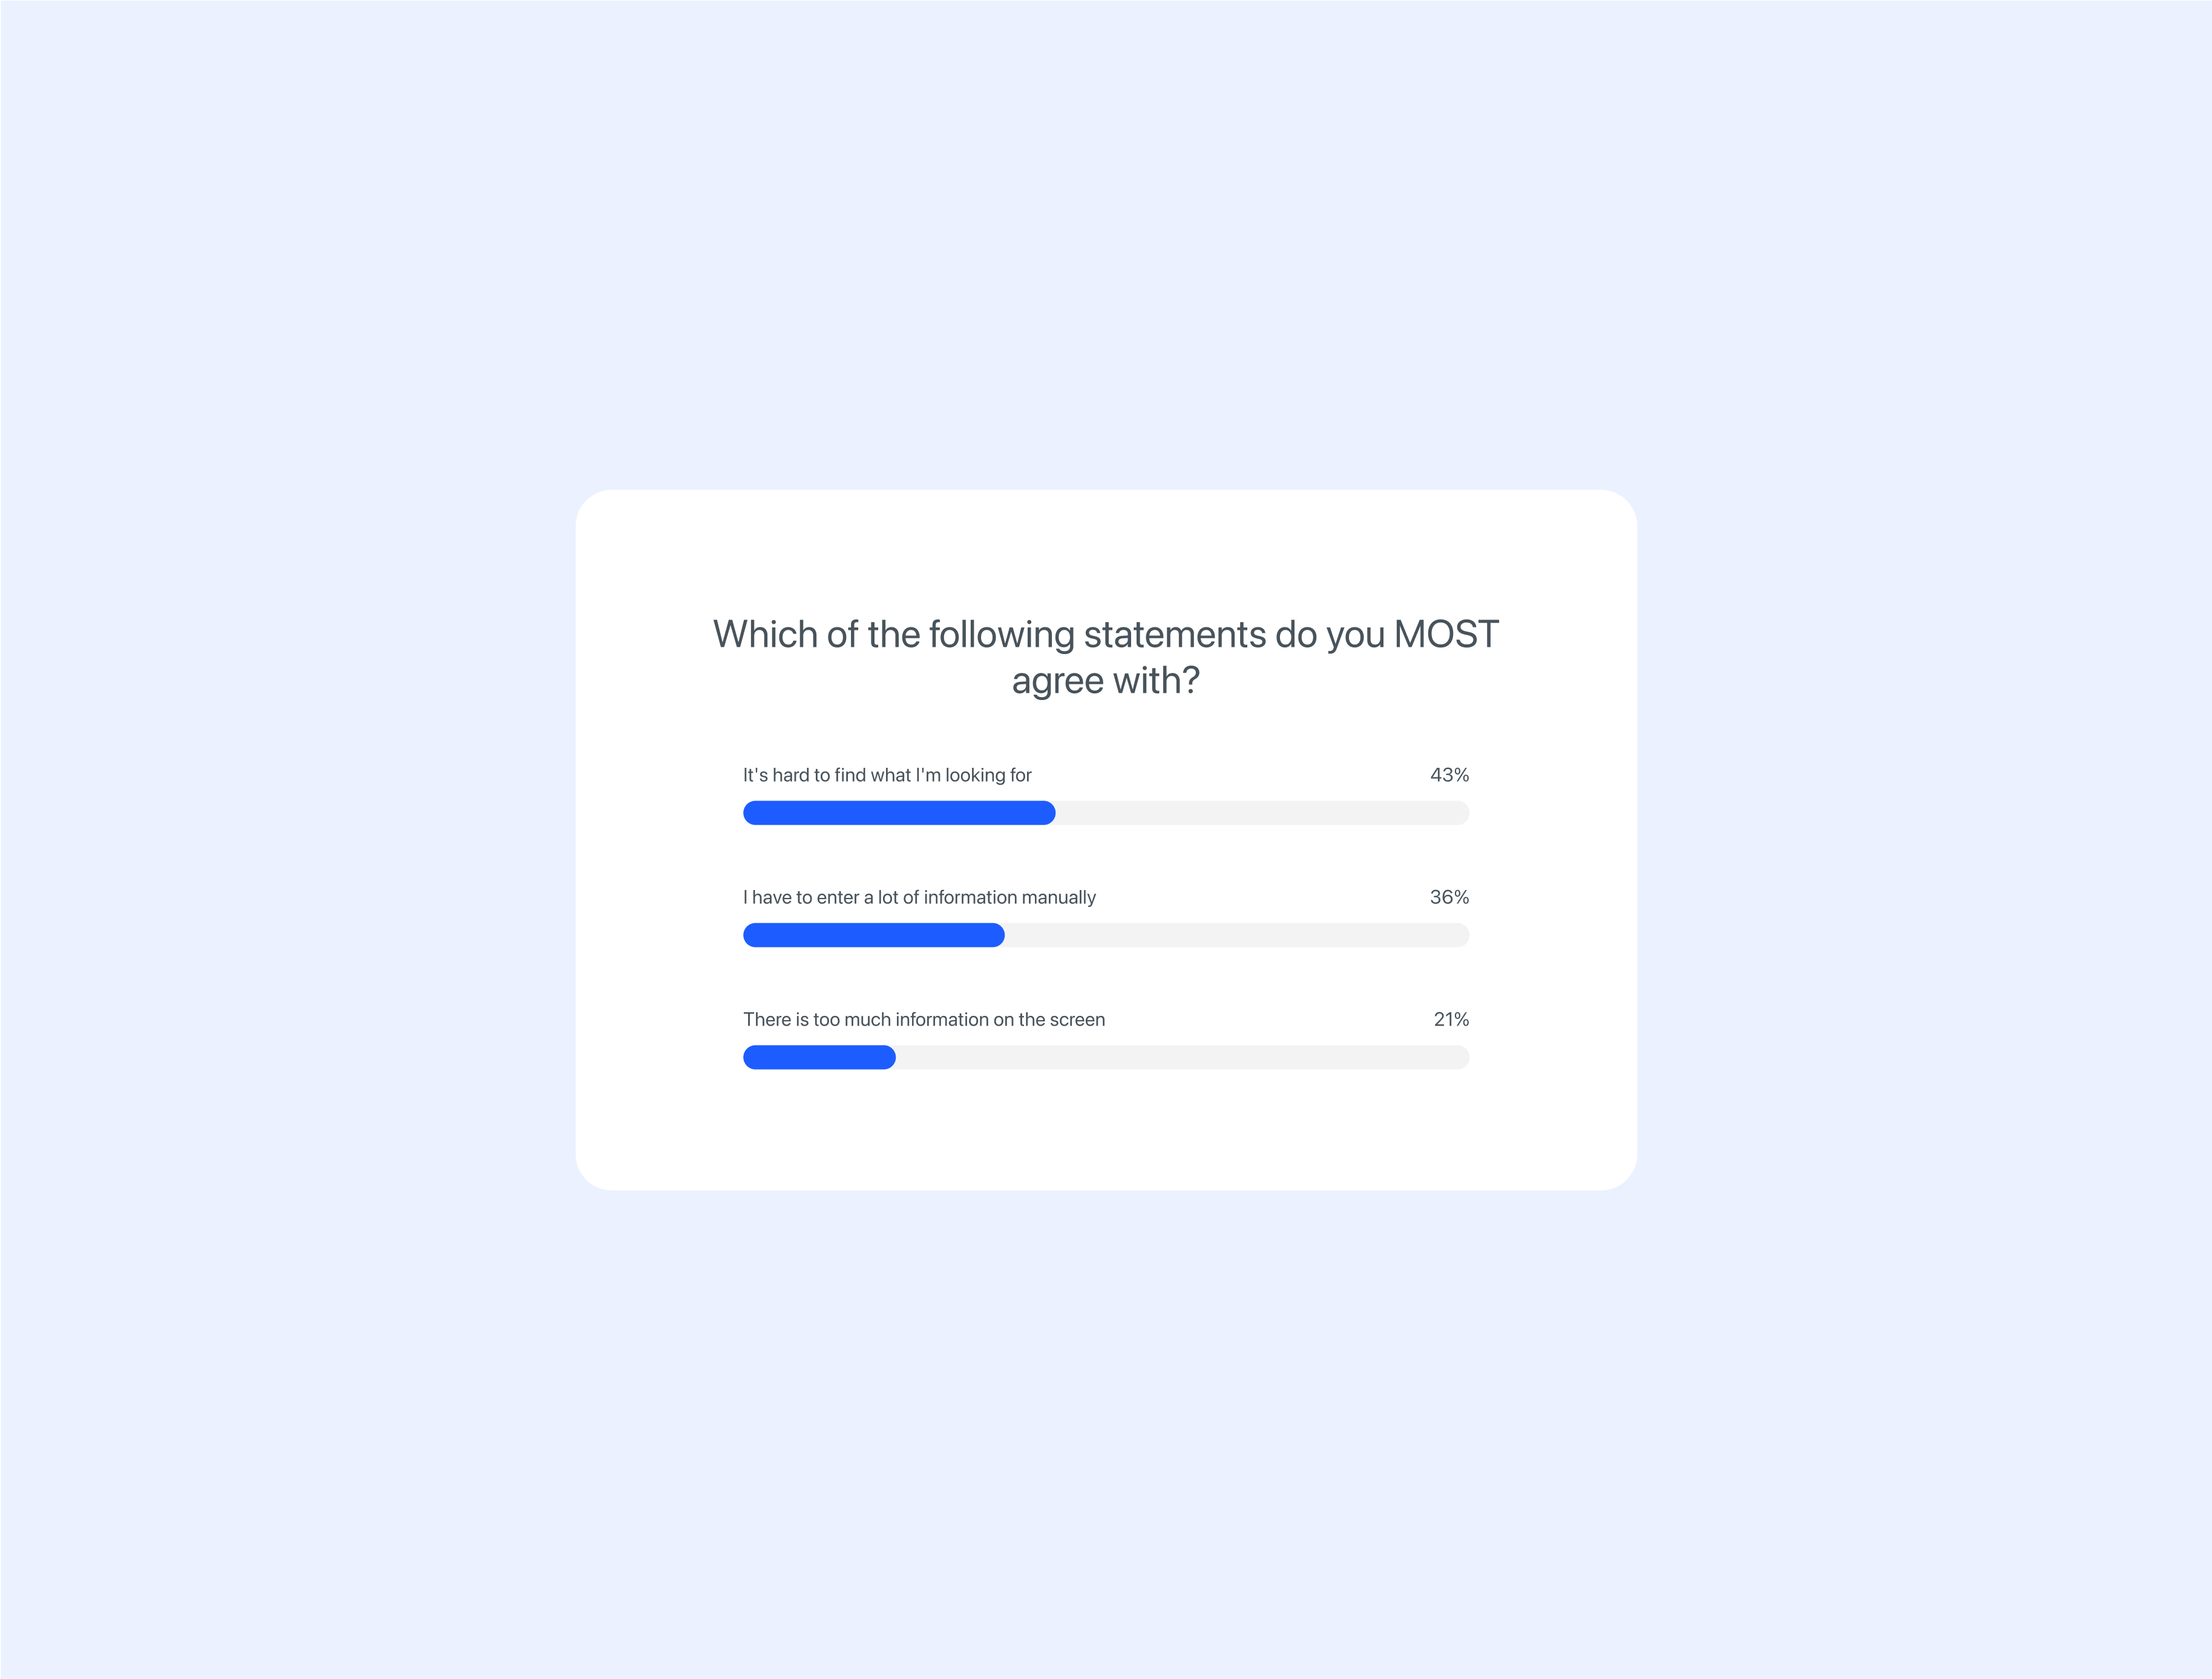 Which of the following statements do you MOST
agree with?
It's hard to find what I'm looking for 43%
I have to enter a lot of information manually 36%
There is too much information on the screen 21%